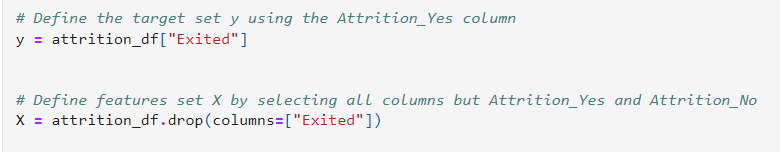 # Define the target set y using the Attrition_Yes column
y = attrition_df["Exited"]
# Define features set X by selecting all columns but Attrition_Yes and Attrition_No
X = attrition_df.drop(columns=["Exited"])